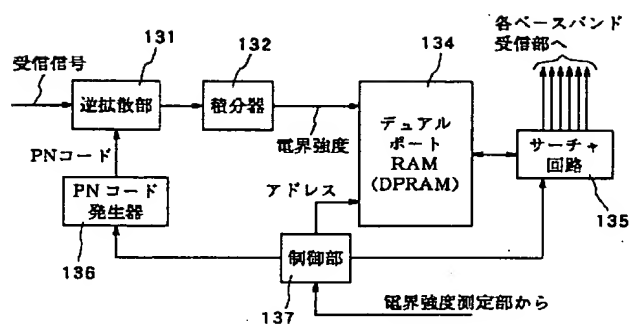 各ベースバンド
受信部へ
131
132
134
受信信号
逆拡散部
積分器
電界強度
デュアル
ポート
RAM
(DPRAM)
サーチャ
回路
135
PNコード
PN コード
発生器
136
アドレス
制御部
137
電界強度測定部から